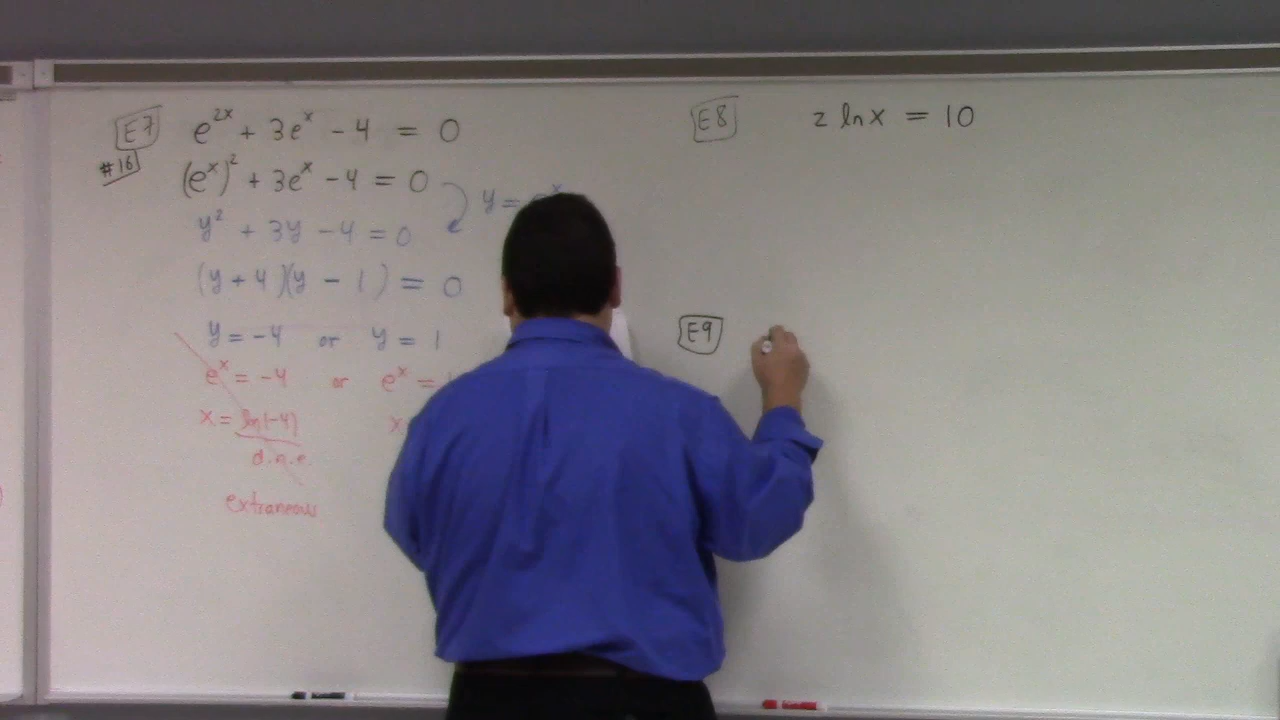 E7 e^{2x} + 3e^x - 4 = 0
#16 (e^x)^2 + 3e^x - 4 = 0
y =
y^2 + 3y - 4 = 0
(y + 4)(y - 1) = 0
y = -4 or y = 1
e^x = -4 or e^x =
x = ln(-4) x
d.n.e.
extraneous
E8 2 ln x = 10
E9